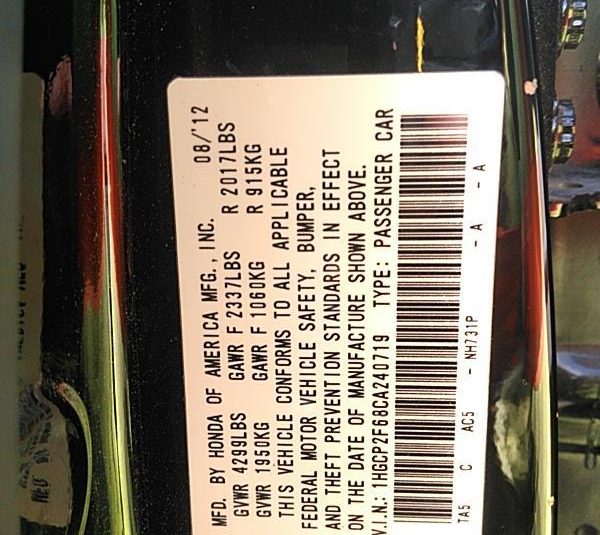 MFD. BY HONDA OF AMERICA MFG., INC. 08/'12
GVWR 4299LBS GAWR F 2337LBS R 2017LBS
GVWR 1950KG GAWR F 1060KG R 915KG
THIS VEHICLE CONFORMS TO ALL APPLICABLE
FEDERAL MOTOR VEHICLE SAFETY, BUMPER,
AND THEFT PREVENTION STANDARDS IN EFFECT
ON THE DATE OF MANUFACTURE SHOWN ABOVE.
V.I.N.: 1HGCP2F68CA240719 TYPE: PASSENGER CAR
TA5 C AC5 - NH731P - A - A